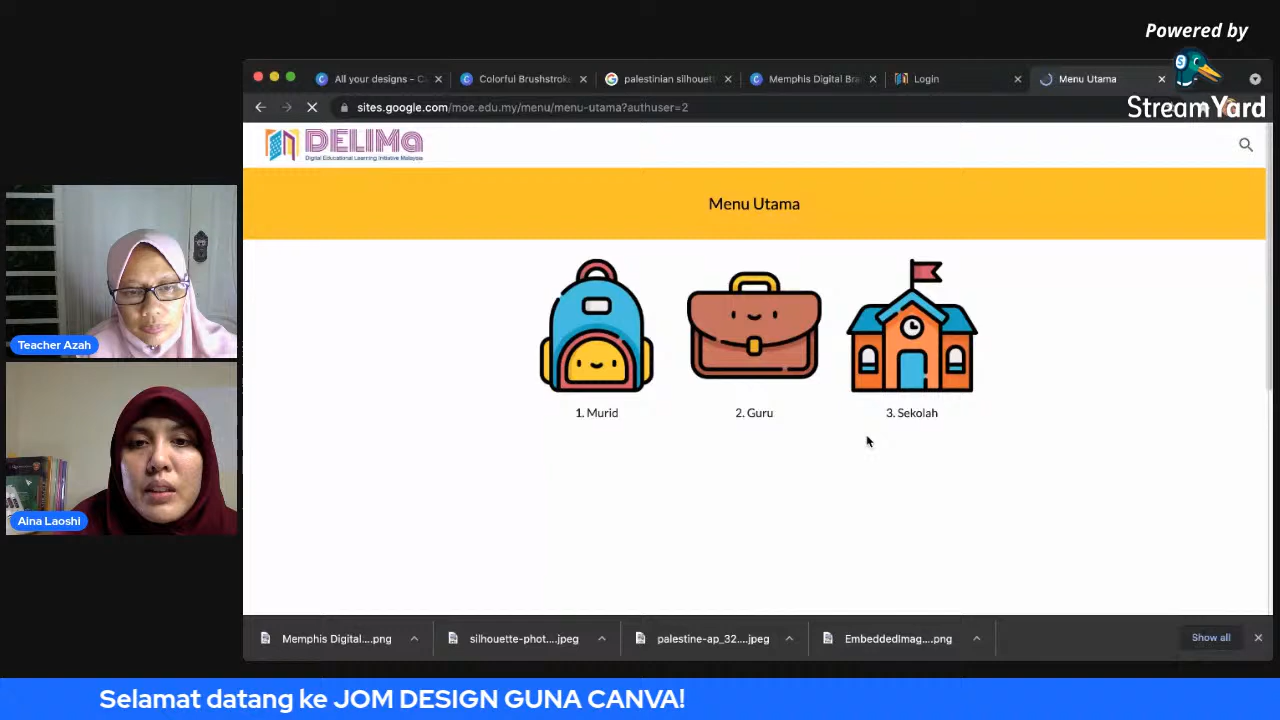 Powered by
StreamYard
All your designs – C
Colorful Brushstroke
palestinian silhouet
Memphis Digital Bra
Login
Menu Utama
sites.google.com/moe.edu.my/menu/menu-utama?authuser=2
DELIMa
Digital Educational Learning Initiative Malaysia
Menu Utama
1. Murid
2. Guru
3. Sekolah
Teacher Azah
Aina Laoshi
Memphis Digital....png
silhouette-phot....jpeg
palestine-ap_32....jpeg
EmbeddedImag....png
Show all
Selamat datang ke JOM DESIGN GUNA CANVA!